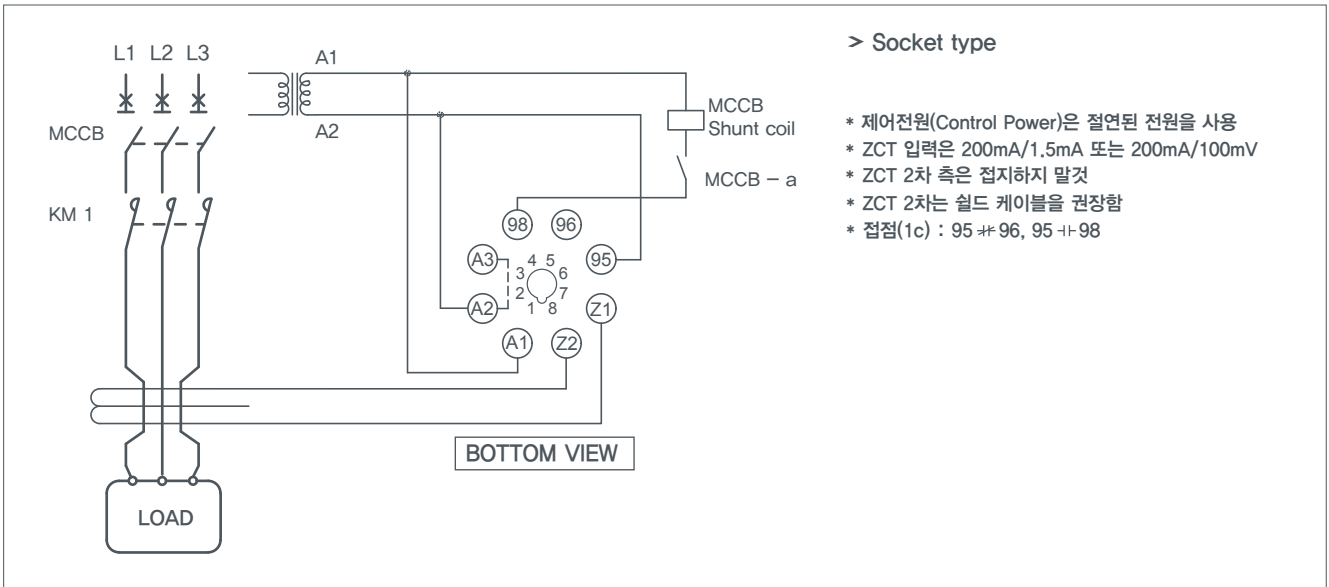 L1 L2 L3
A1
A2
MCCB
KM 1
MCCB
Shunt coil
MCCB - a
98 96
A3 95
A2 Z1
A1 Z2
4 5
3 6
2 7
1 8
BOTTOM VIEW
LOAD
> Socket type
* 제어전원(Control Power)은 절연된 전원을 사용
* ZCT 입력은 200mA/1.5mA 또는 200mA/100mV
* ZCT 2차 측은 접지하지 말것
* ZCT 2차는 쉴드 케이블을 권장함
* 접점(1c) : 95 96, 95 98